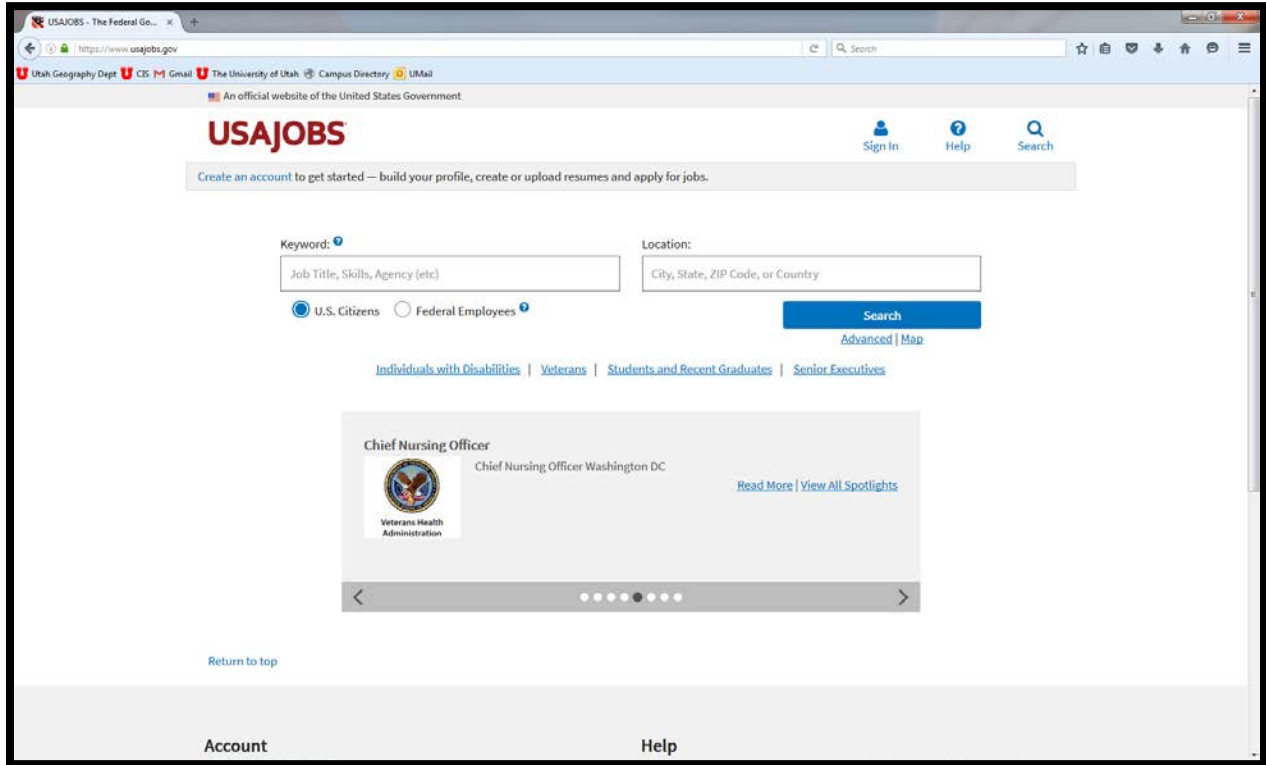 USAJOBS - The Federal Go...
https://www.usajobs.gov
Search
Utah Geography Dept CIS Gmail The University of Utah Campus Directory UMail
An official website of the United States Government
USAJOBS
Sign In Help Search
Create an account to get started — build your profile, create or upload resumes and apply for jobs.
Keyword: Location:
Job Title, Skills, Agency (etc) City, State, ZIP Code, or Country
U.S. Citizens Federal Employees Search
Advanced | Map
Individuals with Disabilities | Veterans | Students and Recent Graduates | Senior Executives
Chief Nursing Officer
Chief Nursing Officer Washington DC
Read More | View All Spotlights
Veterans Health
Administration
Return to top
Account Help